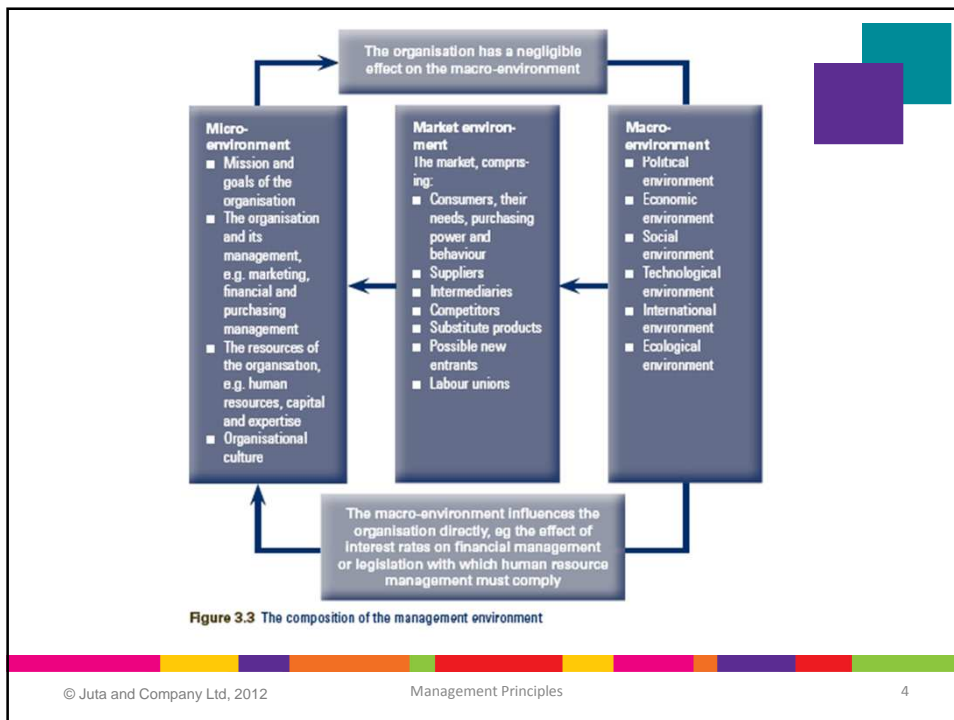 The organisation has a negligible
effect on the macro-environment
Micro-
environment
■ Mission and
goals of the
organisation
■ The organisation
and its
management,
e.g. marketing,
financial and
purchasing
management
■ The resources of
the organisation,
e.g. human
resources, capital
and expertise
■ Organisational
culture
Market environ-
ment
The market, compris-
ing:
■ Consumers, their
needs, purchasing
power and
behaviour
■ Suppliers
■ Intermediaries
■ Competitors
■ Substitute products
■ Possible new
entrants
■ Labour unions
Macro-
environment
■ Political
environment
■ Economic
environment
■ Social
environment
■ Technological
environment
■ International
environment
■ Ecological
environment
The macro-environment influences the
organisation directly, eg the effect of
interest rates on financial management
or legislation with which human resource
management must comply
Figure 3.3 The composition of the management environment
© Juta and Company Ltd, 2012
Management Principles
4